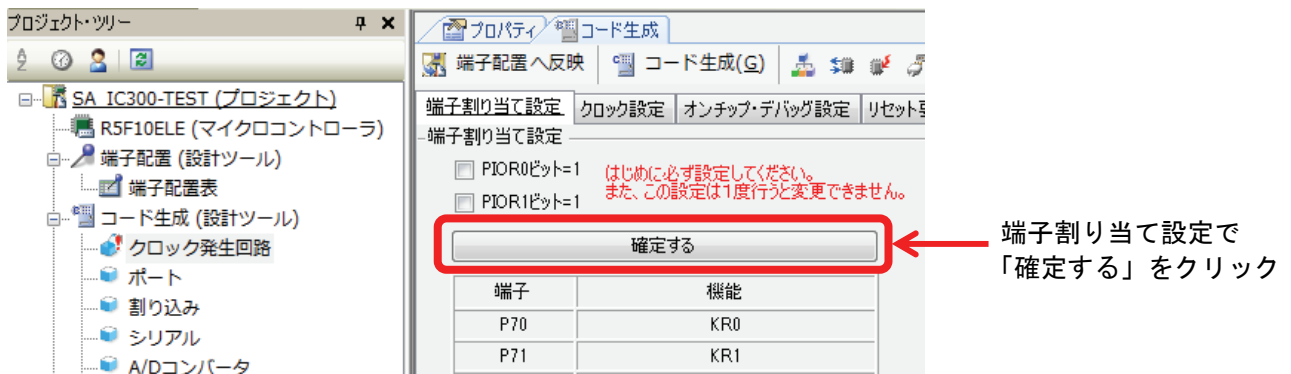 プロジェクト・ツリー
SA_IC300-TEST (プロジェクト)
R5F10ELE (マイクロコントローラ)
端子配置 (設計ツール)
端子配置表
コード生成 (設計ツール)
クロック発生回路
ポート
割り込み
シリアル
A/Dコンバータ
プロパティ コード生成
端子配置へ反映 コード生成(G)
端子割り当て設定 クロック設定 オンチップ・デバッグ設定 リセット
端子割り当て設定
PIOR0ビット=1
PIOR1ビット=1
はじめに必ず設定してください。
また、この設定は1度行うと変更できません。
確定する
端子 機能
P70 KR0
P71 KR1
端子割り当て設定で
「確定する」をクリック